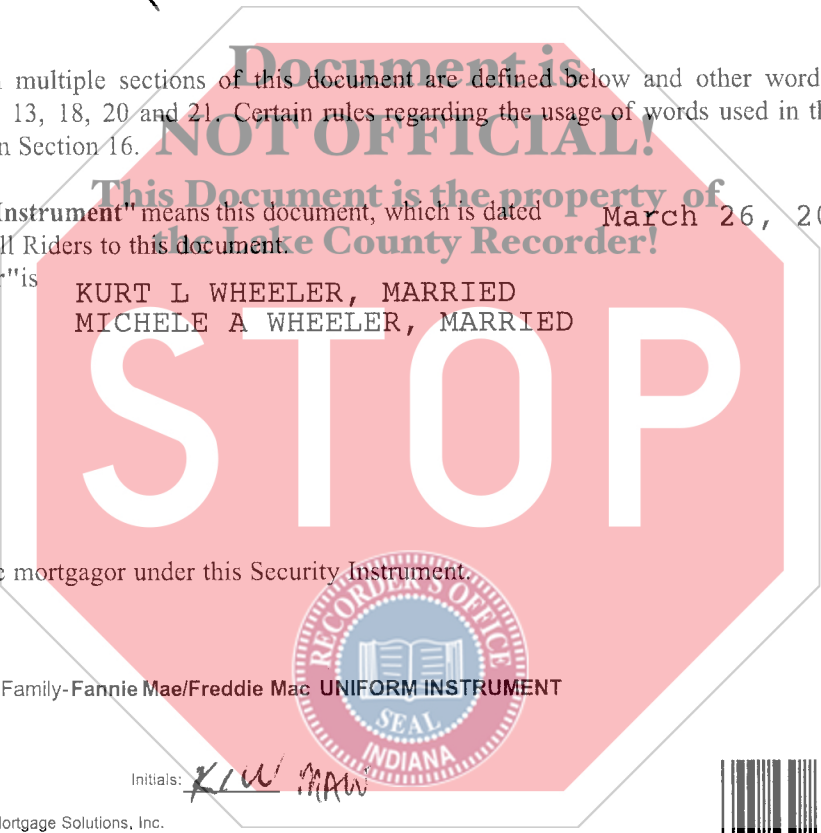 Document is
multiple sections of this document are defined below and other word
13, 18, 20 and 21. Certain rules regarding the usage of words used in th
n Section 16.
NOT OFFICIAL!
This Document is the property of
Instrument" means this document, which is dated March 26, 20
the Lake County Recorder!
ll Riders to this document.
r" is
KURT L WHEELER, MARRIED
MICHELE A WHEELER, MARRIED
STOP
e mortgagor under this Security Instrument.
RECORDER'S OFFICE
Family-Fannie Mae/Freddie Mac UNIFORM INSTRUMENT
SEAL
INDIANA
Initials: KLW MAW
Mortgage Solutions, Inc.